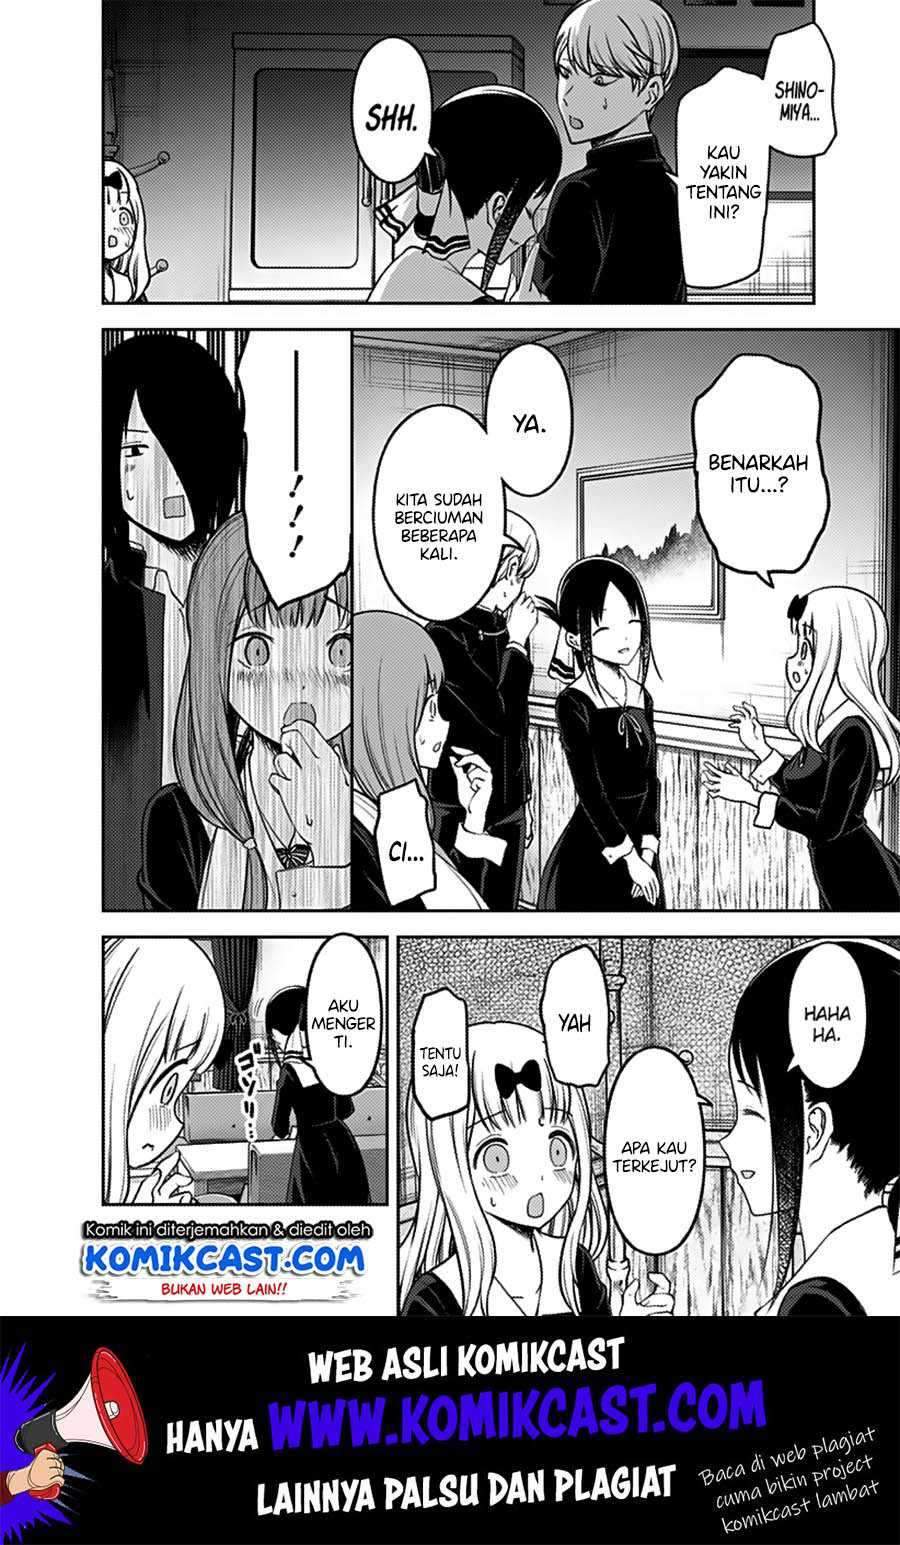 SHINO-
MIYA...
KAU
YAKIN
TENTANG
INI?
SHH.
BENARKAH
ITU...?
YA.
KITA SUDAH
BERCIUMAN
BEBERAPA
KALI.
CI...
!!!
HAHA
HA.
APA KAU
TERKEJUT?
YAH
TENTU
SAJA!
AKU
MENGER
TI.
Komik ini diterjemahkan & diedit oleh
KOMIKCAST.COM
BUKAN WEB LAIN!!
WEB ASLI KOMIKCAST
HANYA WWW.KOMIKCAST.COM
LAINNYA PALSU DAN PLAGIAT
Baca di web plagiat
cuma bikin project
komikcast lambat